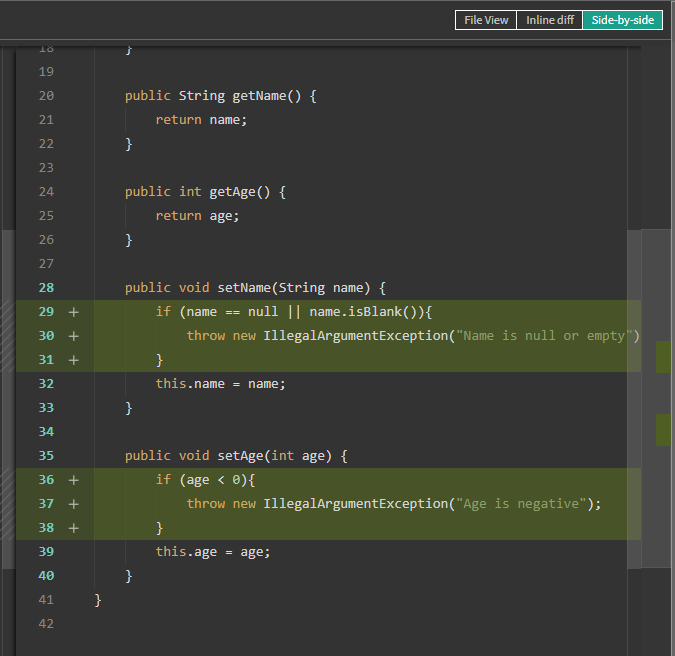 File View Inline diff Side-by-side
18 }
19
20 public String getName() {
21 return name;
22 }
23
24 public int getAge() {
25 return age;
26 }
27
28 public void setName(String name) {
29 + if (name == null || name.isBlank()){
30 + throw new IllegalArgumentException("Name is null or empty")
31 + }
32 this.name = name;
33 }
34
35 public void setAge(int age) {
36 + if (age < 0){
37 + throw new IllegalArgumentException("Age is negative");
38 + }
39 this.age = age;
40 }
41 }
42